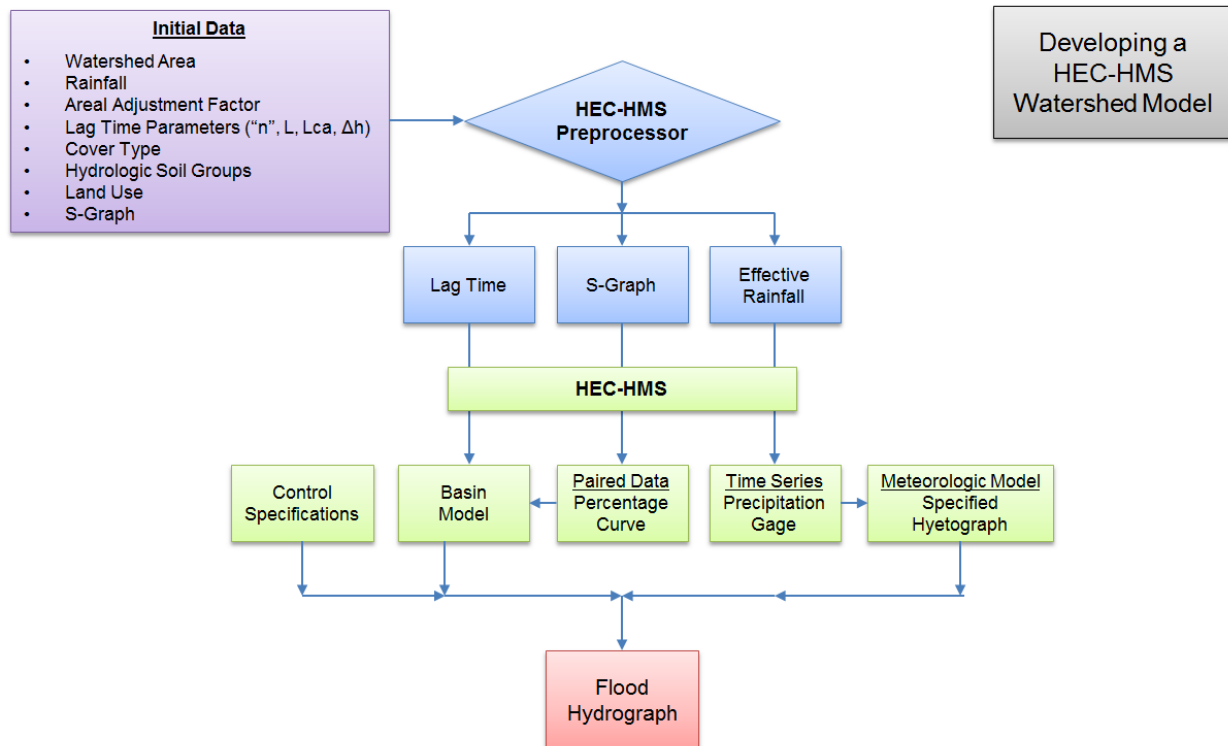 Initial Data
• Watershed Area
• Rainfall
• Areal Adjustment Factor
• Lag Time Parameters (“n”, L, Lca, Δh)
• Cover Type
• Hydrologic Soil Groups
• Land Use
• S-Graph
HEC-HMS
Preprocessor
Developing a
HEC-HMS
Watershed Model
Lag Time
S-Graph
Effective
Rainfall
HEC-HMS
Control
Specifications
Basin
Model
Paired Data
Percentage
Curve
Time Series
Precipitation
Gage
Meteorologic Model
Specified
Hyetograph
Flood
Hydrograph